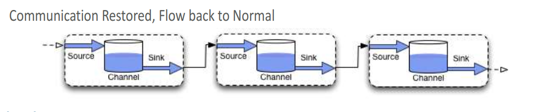 Communication Restored, Flow back to Normal
Source
Sink
Channel
Source
Sink
Channel
Source
Sink
Channel